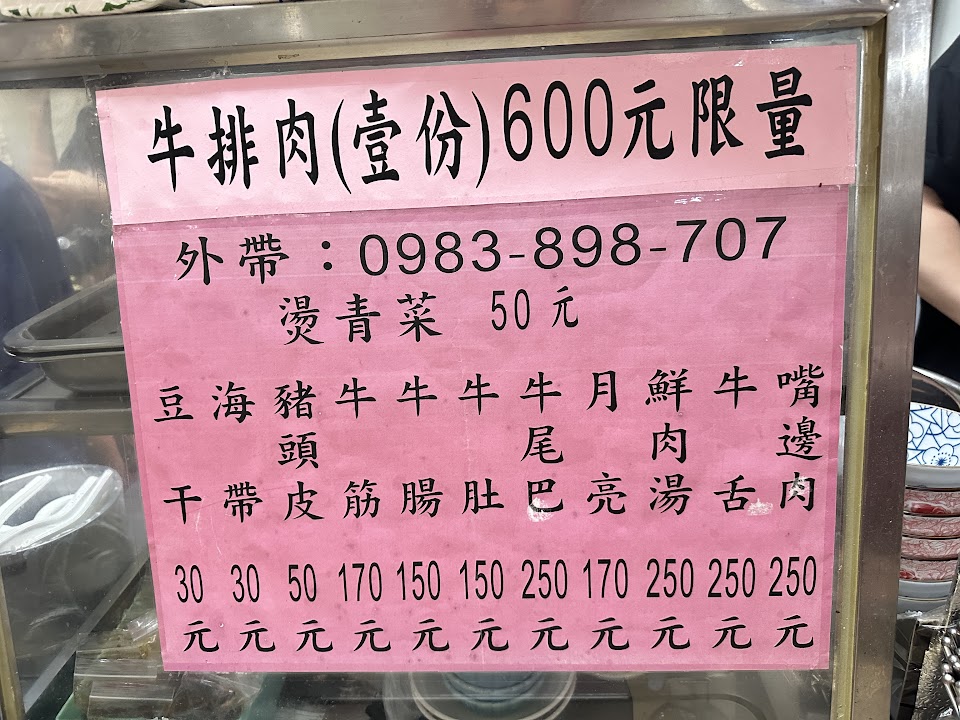 牛排肉(壹份)600元限量
外帶：0983-898-707
燙青菜 50元
嘴邊肉 250元
牛舌 250元
鮮肉湯 250元
月亮 170元
牛尾巴 250元
牛肚 150元
牛腸 150元
牛筋 170元
豬頭皮 50元
海帶 30元
豆干 30元